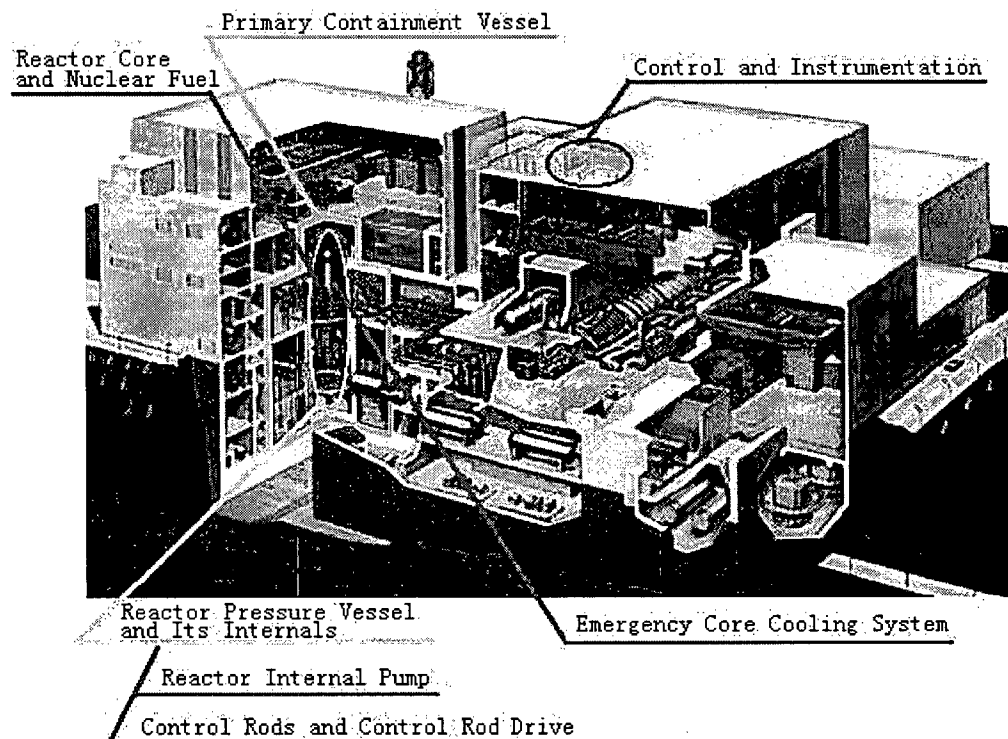 Primary Containment Vessel
Reactor Core
and Nuclear Fuel
Control and Instrumentation
Reactor Pressure Vessel
and Its Internals
Emergency Core Cooling System
Reactor Internal Pump
Control Rods and Control Rod Drive